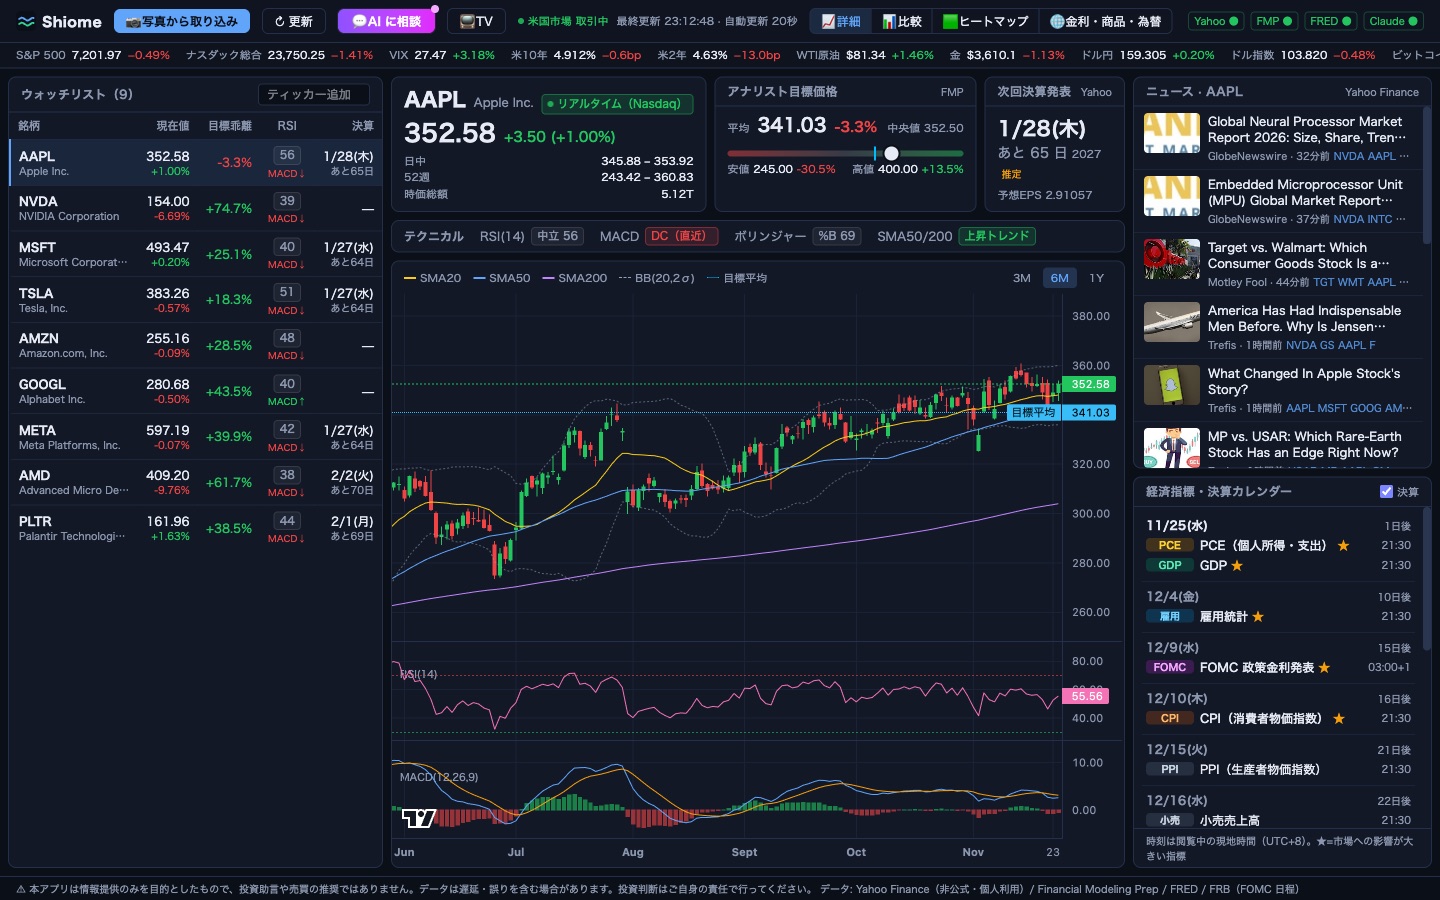 Shiome
📷写真から取り込み
↻ 更新
💬AI に相談
📺TV
● 米国市場 取引中 最終更新 23:12:48・自動更新 20秒
📈詳細
📊比較
🟩ヒートマップ
🌐金利・商品・為替
Yahoo ●
FMP ●
FRED ●
Claude ●
S&P 500 7,201.97 −0.49% ナスダック総合 23,750.25 −1.41% VIX 27.47 +3.18% 米10年 4.912% −0.6bp 米2年 4.63% −13.0bp WTI原油 $81.34 +1.46% 金 $3,610.1 −1.13% ドル円 159.305 +0.20% ドル指数 103.820 −0.48% ビットコ
ウォッチリスト（9）
ティッカー追加
銘柄 現在値 目標乖離 RSI 決算
AAPL 352.58 -3.3% 56 1/28(木)
Apple Inc. +1.00% MACD↓ あと65日
NVDA 154.00 +74.7% 39 —
NVIDIA Corporation -6.69% MACD↓
MSFT 493.47 +25.1% 40 1/27(水)
Microsoft Corporat… +0.20% MACD↓ あと64日
TSLA 383.26 +18.3% 51 1/27(水)
Tesla, Inc. -0.57% MACD↓ あと64日
AMZN 255.16 +28.5% 48 —
Amazon.com, Inc. -0.09% MACD↓
GOOGL 280.68 +43.5% 40 —
Alphabet Inc. -0.50% MACD↑
META 597.19 +39.9% 42 1/27(水)
Meta Platforms, Inc. -0.07% MACD↓ あと64日
AMD 409.20 +61.7% 38 2/2(火)
Advanced Micro De… -9.76% MACD↓ あと70日
PLTR 161.96 +38.5% 44 2/1(月)
Palantir Technologi… +1.63% MACD↓ あと69日
AAPL Apple Inc. ● リアルタイム（Nasdaq）
352.58 +3.50 (+1.00%)
日中 345.88 – 353.92
52週 243.42 – 360.83
時価総額 5.12T
アナリスト目標価格 FMP
平均 341.03 -3.3% 中央値 352.50
安値 245.00 -30.5% 高値 400.00 +13.5%
次回決算発表 Yahoo
1/28(木)
あと 65 日 2027
推定
予想EPS 2.91057
テクニカル RSI(14) 中立 56 MACD DC（直近） ボリンジャー %B 69 SMA50/200 上昇トレンド
SMA20 SMA50 SMA200 BB(20,2σ) 目標平均
3M 6M 1Y
380.00
360.00
352.58
目標平均 341.03
320.00
300.00
280.00
260.00
RSI(14)
80.00
55.56
40.00
MACD(12,26,9)
10.00
0.00
Jun Jul Aug Sept Oct Nov 23
ニュース・AAPL Yahoo Finance
Global Neural Processor Market
Report 2026: Size, Share, Tren…
GlobeNewswire・32分前 NVDA AAPL …
Embedded Microprocessor Unit
(MPU) Global Market Report…
GlobeNewswire・37分前 NVDA INTC …
Target vs. Walmart: Which
Consumer Goods Stock Is a…
Motley Fool・44分前 TGT WMT AAPL …
America Has Had Indispensable
Men Before. Why Is Jensen…
Trefis・1時間前 NVDA GS AAPL F
What Changed In Apple Stock's
Story?
Trefis・1時間前 AAPL MSFT GOOG AM…
MP vs. USAR: Which Rare-Earth
Stock Has an Edge Right Now?
経済指標・決算カレンダー
決算
11/25(水) 1日後
PCE PCE（個人所得・支出）★ 21:30
GDP GDP ★ 21:30
12/4(金) 10日後
雇用 雇用統計 ★ 21:30
12/9(水) 15日後
FOMC FOMC 政策金利発表 ★ 03:00+1
12/10(木) 16日後
CPI CPI（消費者物価指数）★ 21:30
12/15(火) 21日後
PPI PPI（生産者物価指数） 21:30
12/16(水) 22日後
小売 小売売上高 21:30
時刻は閲覧中の現地時間（UTC+8）。★=市場への影響が大
きい指標
⚠ 本アプリは情報提供のみを目的としたもので、投資助言や売買の推奨ではありません。データは遅延・誤りを含む場合があります。投資判断はご自身の責任で行ってください。 データ: Yahoo Finance（非公式・個人利用）/ Financial Modeling Prep / FRED / FRB（FOMC 日程）